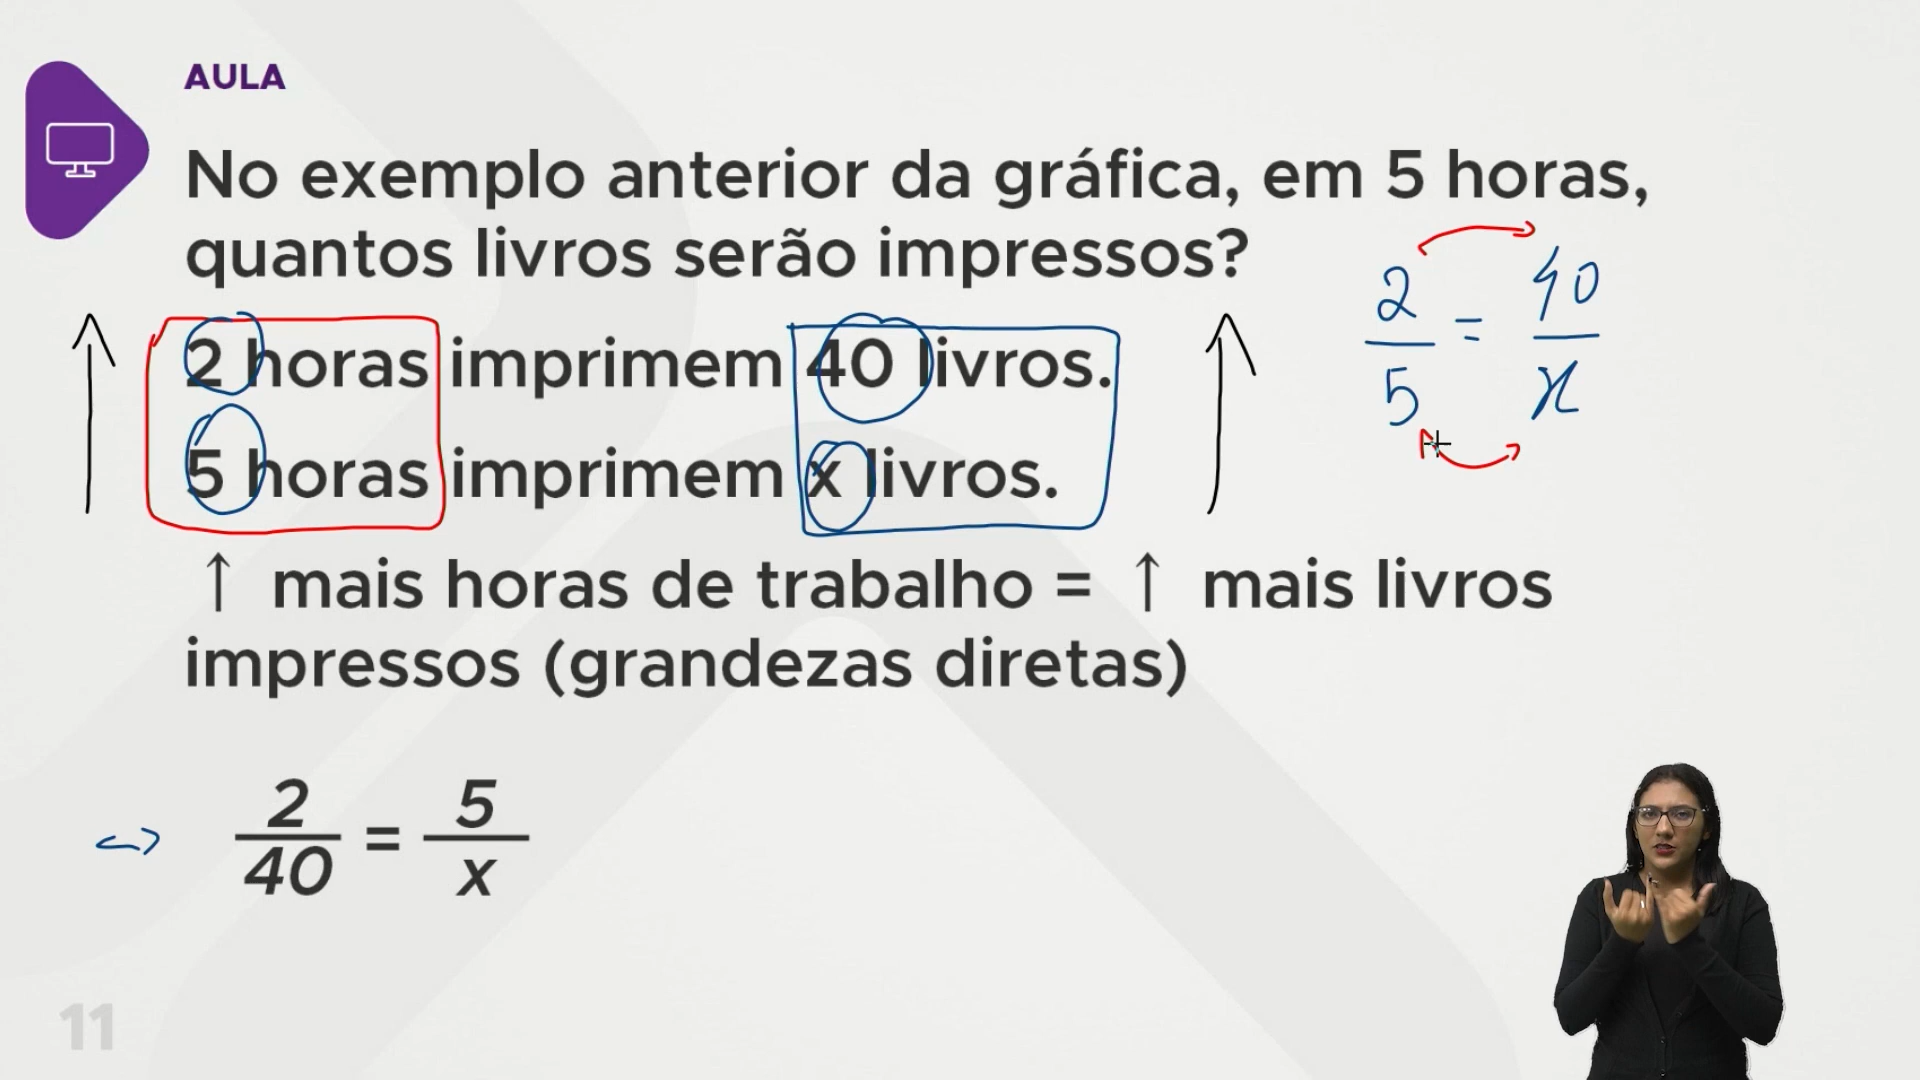 AULA
No exemplo anterior da gráfica, em 5 horas,
quantos livros serão impressos?
2 horas imprimem 40 livros.
5 horas imprimem x livros.
2/5 = 40/x
↑ mais horas de trabalho = ↑ mais livros
impressos (grandezas diretas)
2/40 = 5/x
11